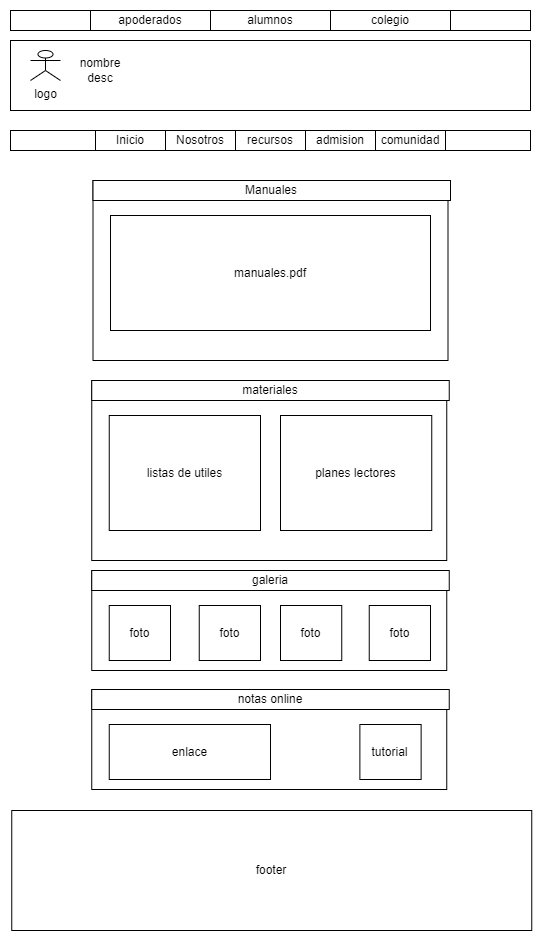 apoderados alumnos colegio
nombre
desc
logo
Inicio Nosotros recursos admision comunidad
Manuales
manuales.pdf
materiales
listas de utiles planes lectores
galeria
foto foto foto foto
notas online
enlace tutorial
footer